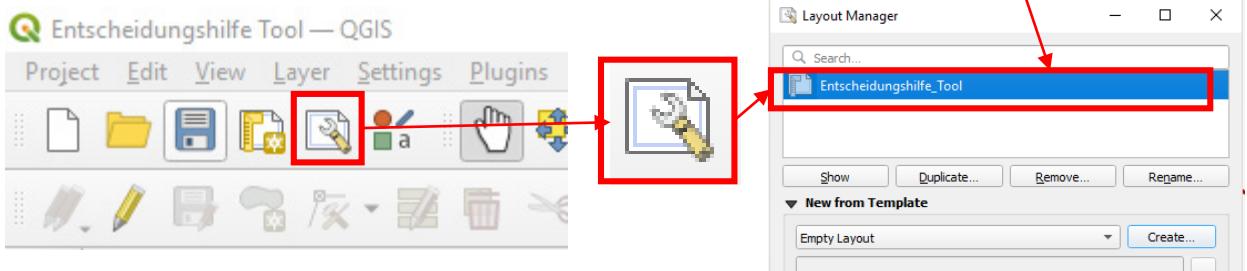 Entscheidungshilfe Tool — QGIS
Project Edit View Layer Settings Plugins
a
Layout Manager
Search...
Entscheidungshilfe_Tool
Show Duplicate... Remove... Rename...
New from Template
Empty Layout Create...